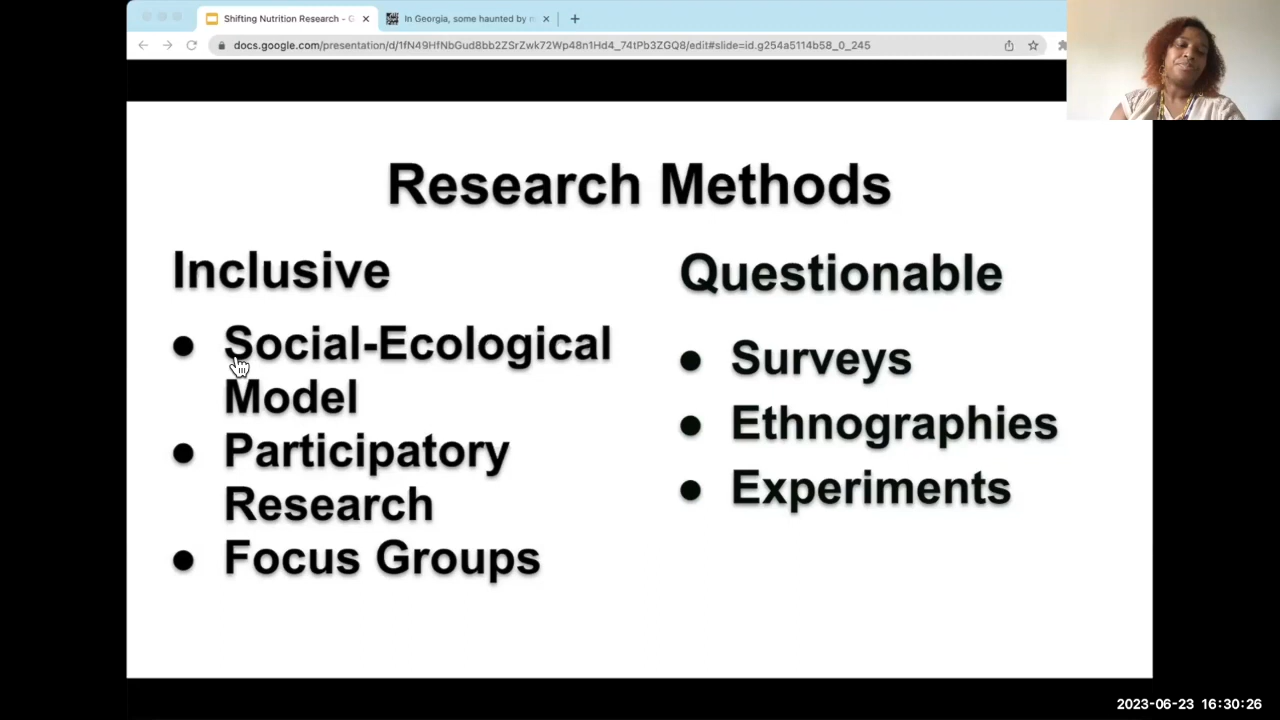 Shifting Nutrition Research - G
In Georgia, some haunted by n
docs.google.com/presentation/d/1fN49HfNbGud8bb2ZSrZwk72Wp48n1Hd4_74tPb3ZGQ8/edit#slide=id.g254a5114b58_0_245
Research Methods
Inclusive
● Social-Ecological
Model
● Participatory
Research
● Focus Groups
Questionable
● Surveys
● Ethnographies
● Experiments
2023-06-23 16:30:26